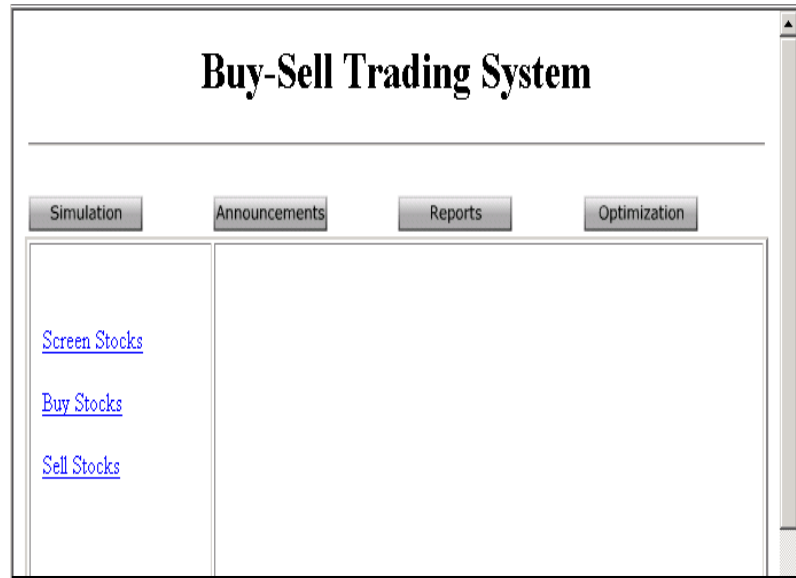 Buy-Sell Trading System
Simulation Announcements Reports Optimization
Screen Stocks
Buy Stocks
Sell Stocks